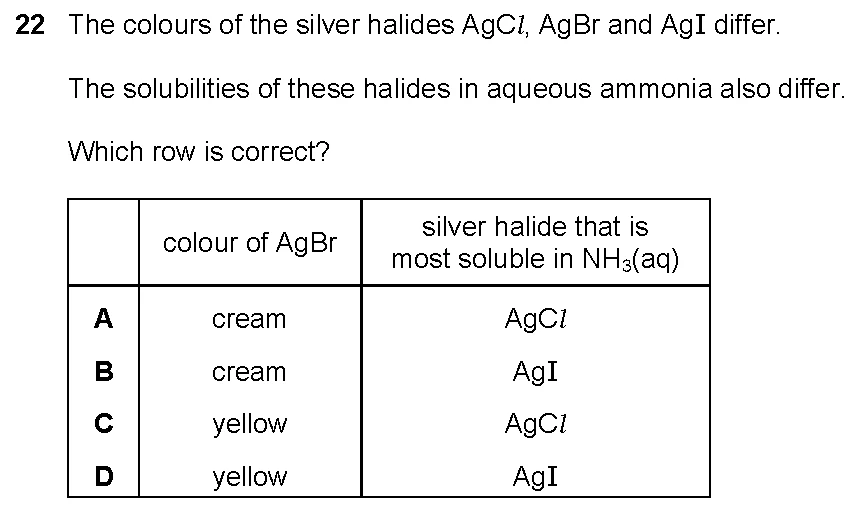 22 The colours of the silver halides AgCl, AgBr and AgI differ.
The solubilities of these halides in aqueous ammonia also differ.
Which row is correct?
colour of AgBr
silver halide that is
most soluble in NH₃(aq)
A cream AgCl
B cream AgI
C yellow AgCl
D yellow AgI